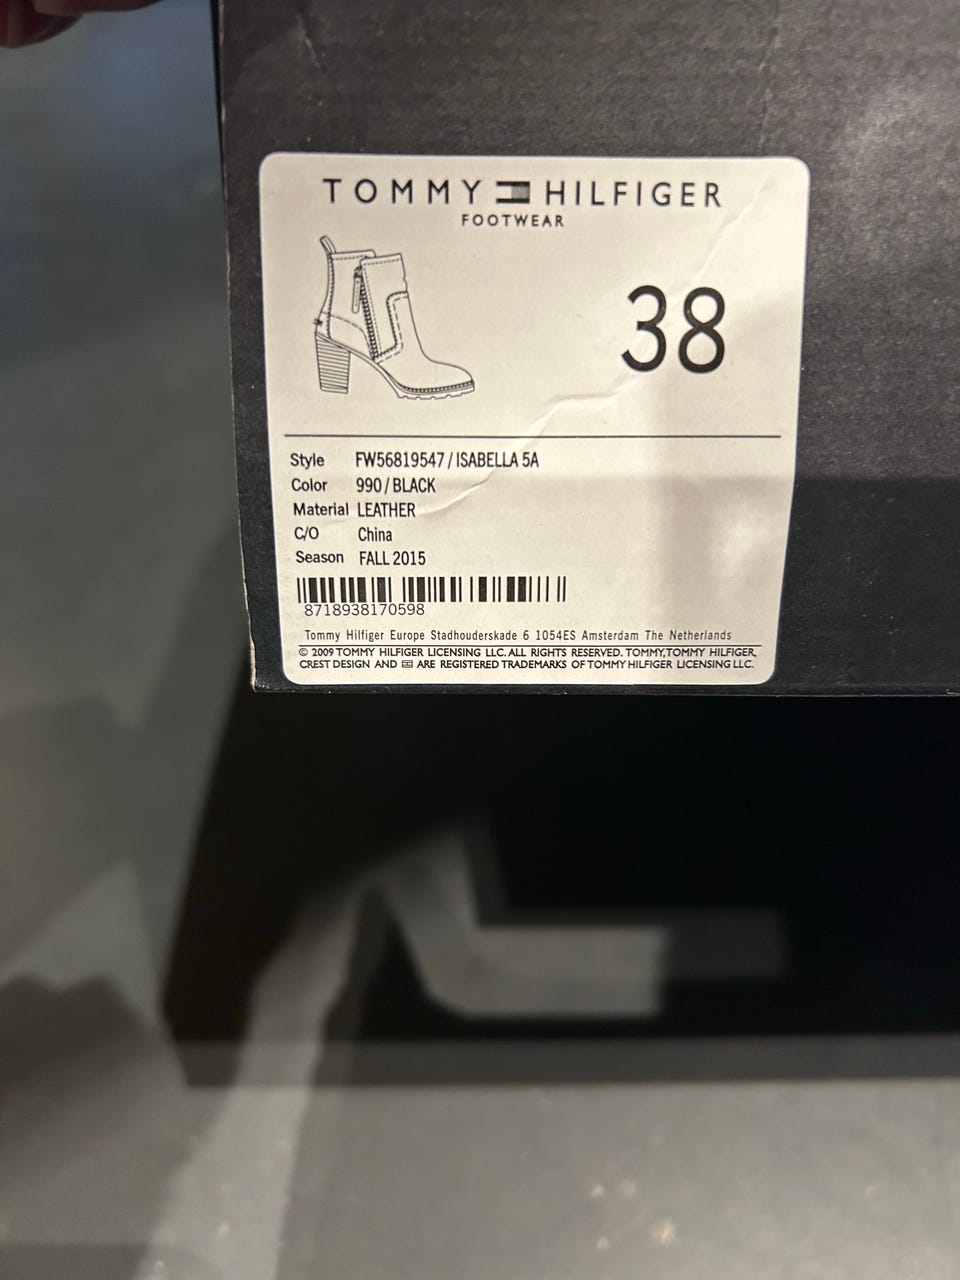 TOMMY HILFIGER
FOOTWEAR
38
Style FW56819547 / ISABELLA 5A
Color 990 / BLACK
Material LEATHER
C/O China
Season FALL 2015
8718938170598
Tommy Hilfiger Europe Stadhouderskade 6 1054ES Amsterdam The Netherlands
© 2009 TOMMY HILFIGER LICENSING LLC. ALL RIGHTS RESERVED. TOMMY, TOMMY HILFIGER,
CREST DESIGN AND ARE REGISTERED TRADEMARKS OF TOMMY HILFIGER LICENSING LLC.